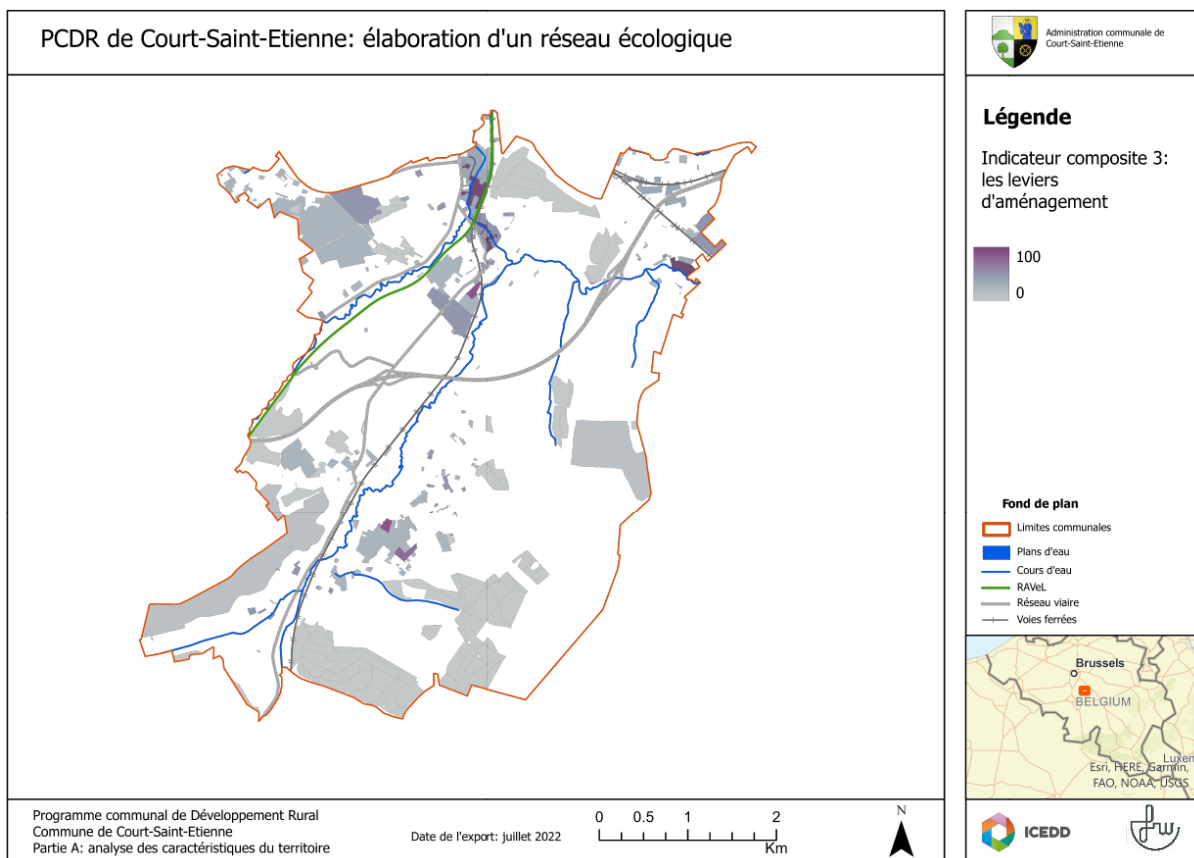 PCDR de Court-Saint-Etienne: élaboration d'un réseau écologique
Administration communale de
Court-Saint-Etienne
Légende
Indicateur composite 3:
les leviers
d'aménagement
100
0
Fond de plan
Limites communales
Plans d'eau
Cours d'eau
RAVeL
Réseau viaire
Voies ferrées
Brussels
BELGIUM
Luxem
Esri, HERE, Garmin,
FAO, NOAA, USGS
Programme communal de Développement Rural
Commune de Court-Saint-Etienne
Partie A: analyse des caractéristiques du territoire
Date de l'export: juillet 2022
0 0.5 1 2
Km
N
ICEDD